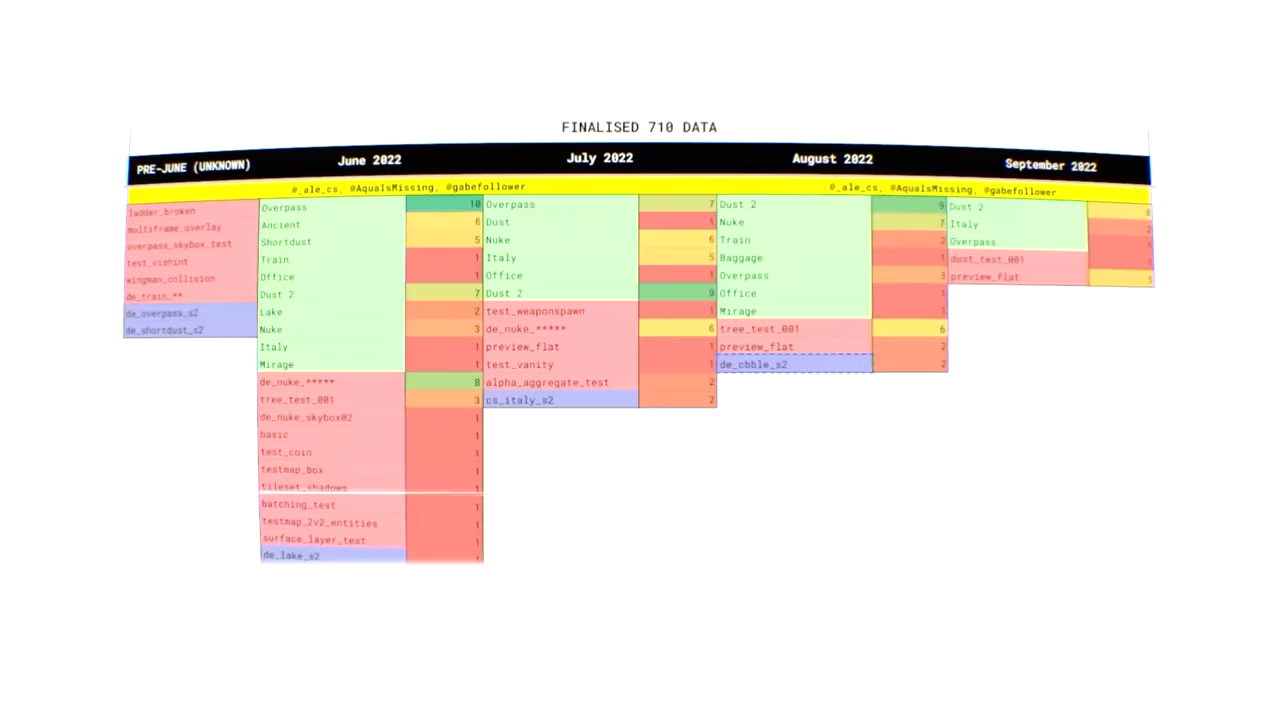 FINALISED 710 DATA
PRE-JUNE (UNKNOWN) June 2022 July 2022 August 2022 September 2022
@_ale_cs, @AquaIsMissing, @gabefollower @_ale_cs, @AquaIsMissing, @gabefollower
ladder_broken Overpass 10 Overpass 7 Dust 2 9 Dust 2 6
multiframe_overlay Ancient 6 Dust 1 Nuke 7 Italy 2
overpass_skybox_test Shortdust 5 Nuke 6 Train 2 Overpass
test_vishint Train 1 Italy 5 Baggage 1 dust_test_001
wingman_collision Office 1 Office 1 Overpass 3 preview_flat 5
de_train_** Dust 2 7 Dust 2 9 Office 1
de_overpass_s2 Lake 2 test_weaponspawn 1 Mirage 1
de_shortdust_s2 Nuke 3 de_nuke_***** 6 tree_test_001 6
Italy 1 preview_flat 1 preview_flat 2
Mirage 1 test_vanity 1 de_cbble_s2 2
de_nuke_***** 8 alpha_aggregate_test 2
tree_test_001 3 cs_italy_s2 2
de_nuke_skybox02 1
basic 1
test_coin 1
testmap_box 1
tileset_shadows 1
batching_test 1
testmap_2v2_entities 1
surface_layer_test 1
de_lake_s2 1